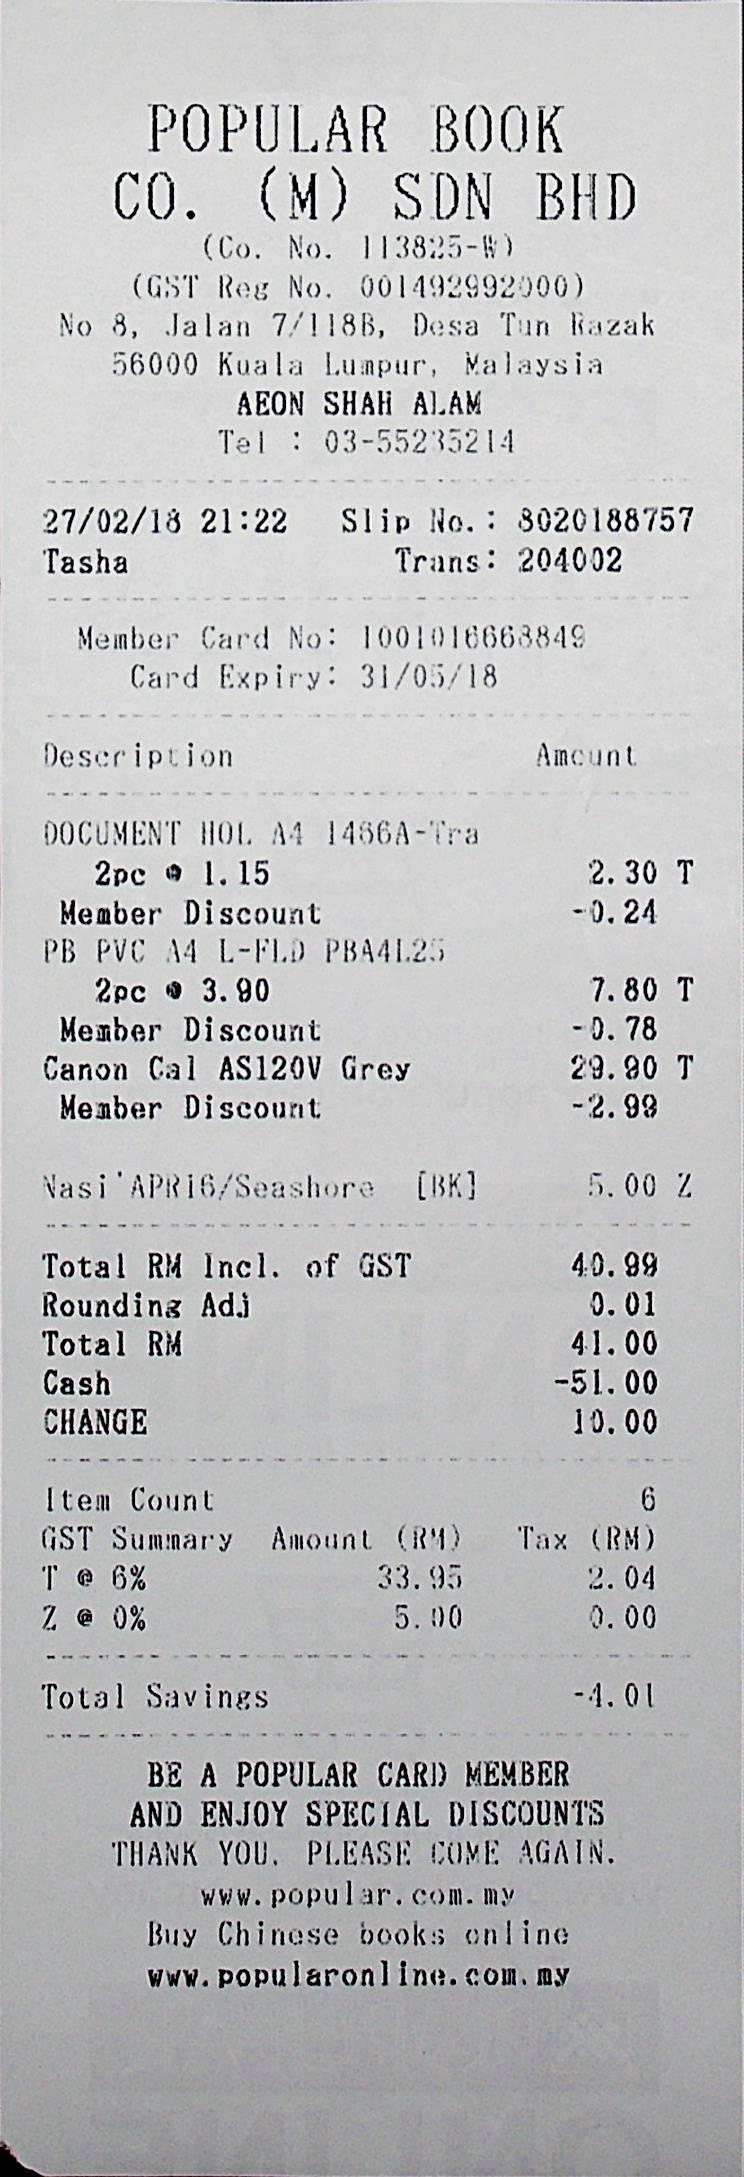 POPULAR BOOK
CO. (M) SDN BHD
(Co. No. 113825-W)
(GST Reg No. 001492992000)
No 8, Jalan 7/118B, Desa Tun Razak
56000 Kuala Lumpur, Malaysia
AEON SHAH ALAM
Tel : 03-55235214
27/02/18 21:22 Slip No.: 8020188757
Tasha Trans: 204002
Member Card No: 1001016668849
Card Expiry: 31/05/18
Description Amount
DOCUMENT HOL A4 1466A-Tra
2pc @ 1.15 2.30 T
Member Discount -0.24
PB PVC A4 L-FLD PBA4L25
2pc @ 3.90 7.80 T
Member Discount -0.78
Canon Cal AS120V Grey 29.90 T
Member Discount -2.99
Nasi'APR16/Seashore [BK] 5.00 Z
Total RM Incl. of GST 40.99
Rounding Adj 0.01
Total RM 41.00
Cash -51.00
CHANGE 10.00
Item Count 6
GST Summary Amount (RM) Tax (RM)
T @ 6% 33.95 2.04
Z @ 0% 5.00 0.00
Total Savings -4.01
BE A POPULAR CARD MEMBER
AND ENJOY SPECIAL DISCOUNTS
THANK YOU. PLEASE COME AGAIN.
www.popular.com.my
Buy Chinese books online
www.popularonline.com.my